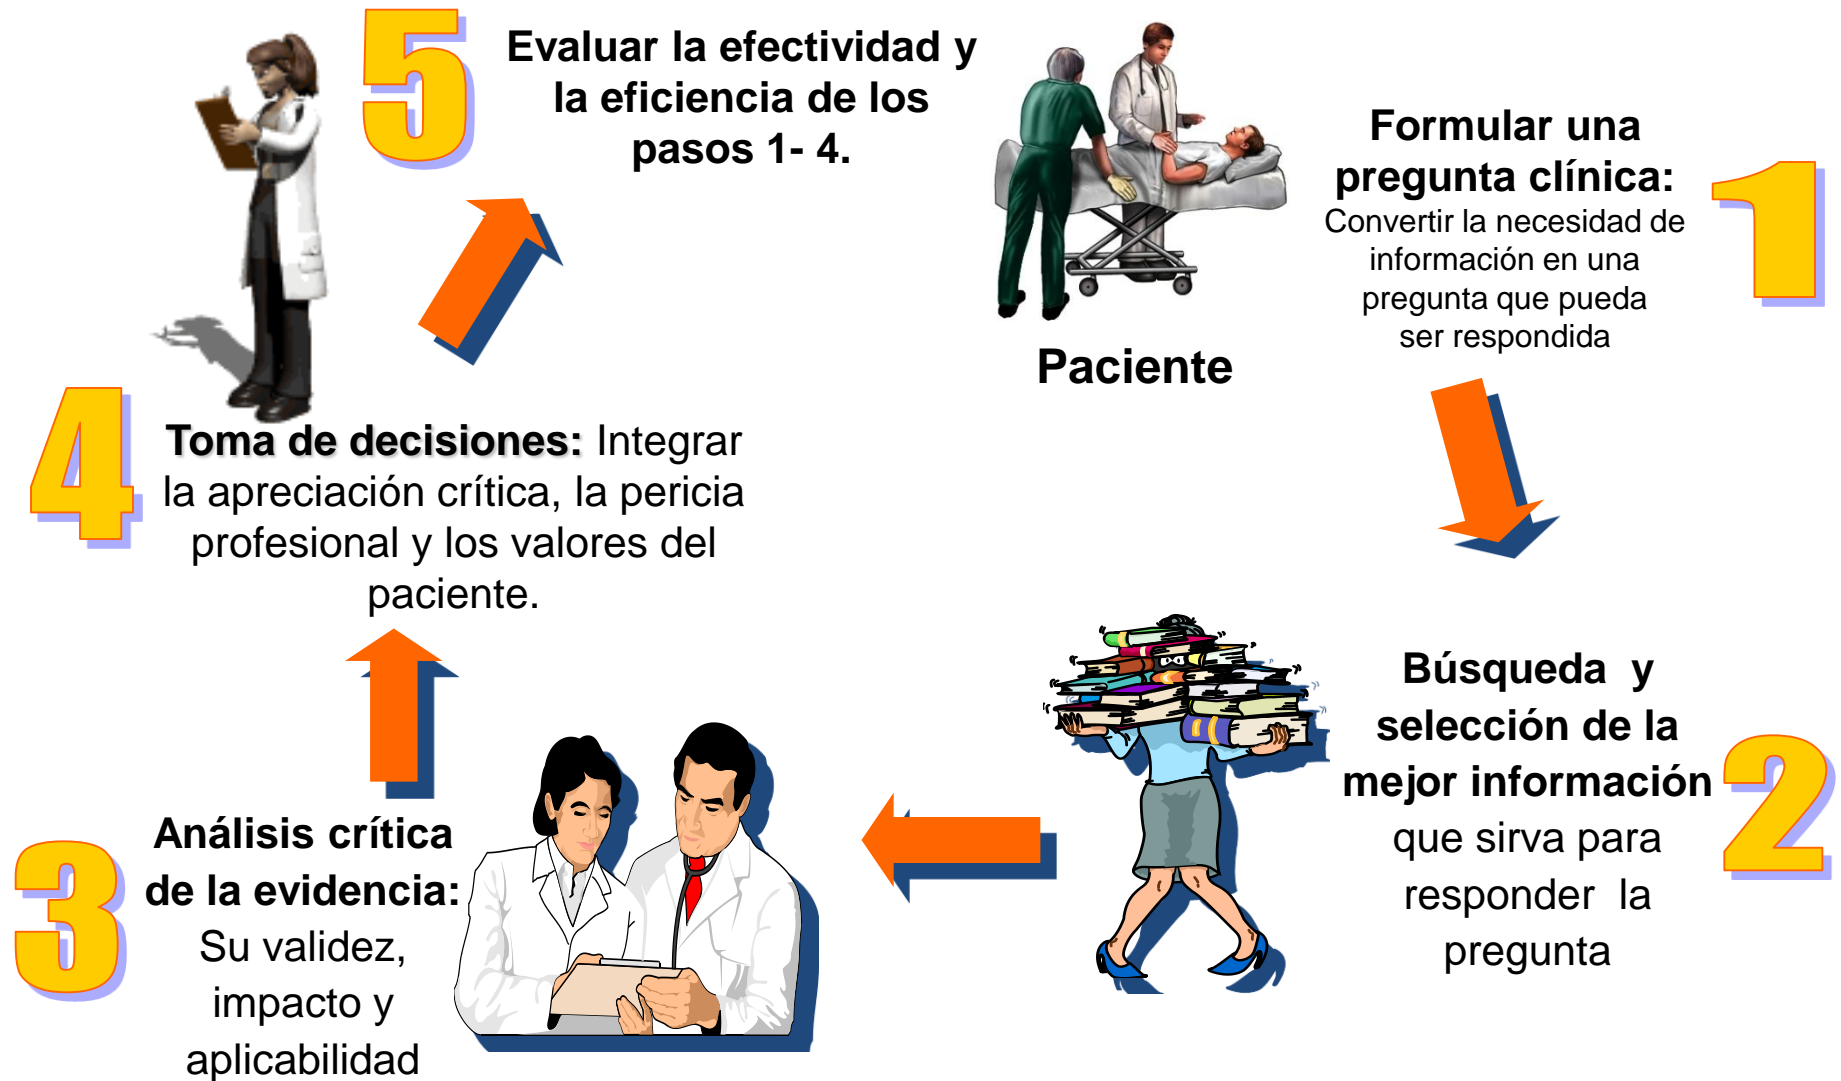 Paciente
1
Formular una
pregunta clínica:
Convertir la necesidad de
información en una
pregunta que pueda
ser respondida
2
Búsqueda  y
selección de la
mejor información
que sirva para
responder  la
pregunta
3
Análisis crítica
de la evidencia:
Su validez,
impacto y
aplicabilidad
4
Toma de decisiones: Integrar
la apreciación crítica, la pericia
profesional y los valores del
paciente.
5
Evaluar la efectividad y
la eficiencia de los
pasos 1- 4.